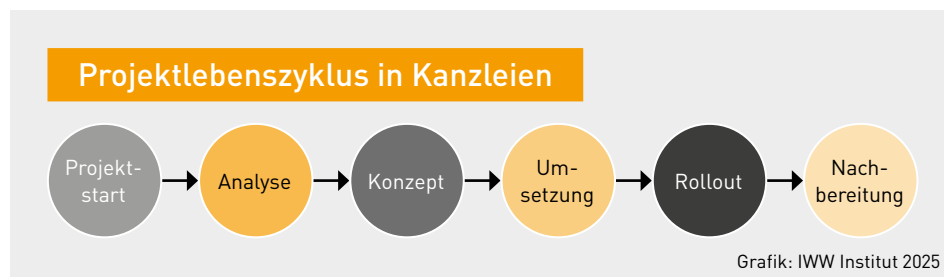 Projektlebenszyklus in Kanzleien
Projekt-
start
Analyse
Konzept
Um-
setzung
Rollout
Nach-
bereitung
Grafik: IWW Institut 2025